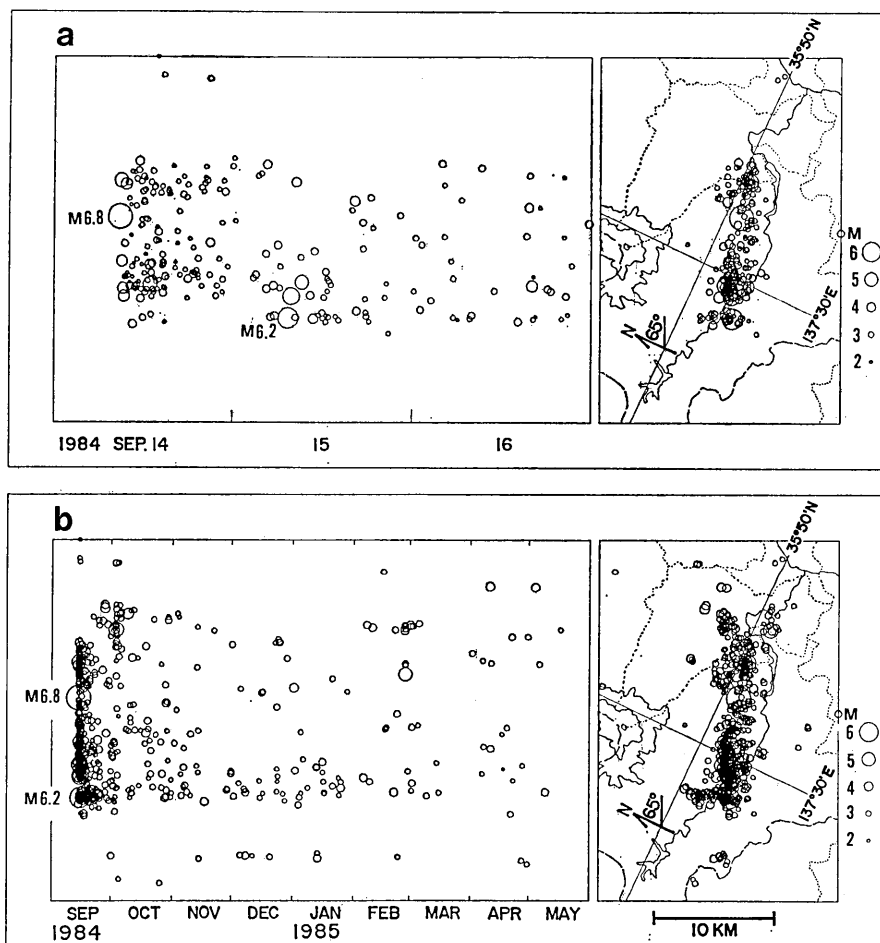 a
M6.8
M6.2
1984 SEP. 14 15 16
35°50'N
137°30'E
N
65°
M
6
5
4
3
2
b
M6.8
M6.2
SEP OCT NOV DEC JAN FEB MAR APR MAY
1984 1985
35°50'N
137°30'E
N
65°
M
6
5
4
3
2
10 KM